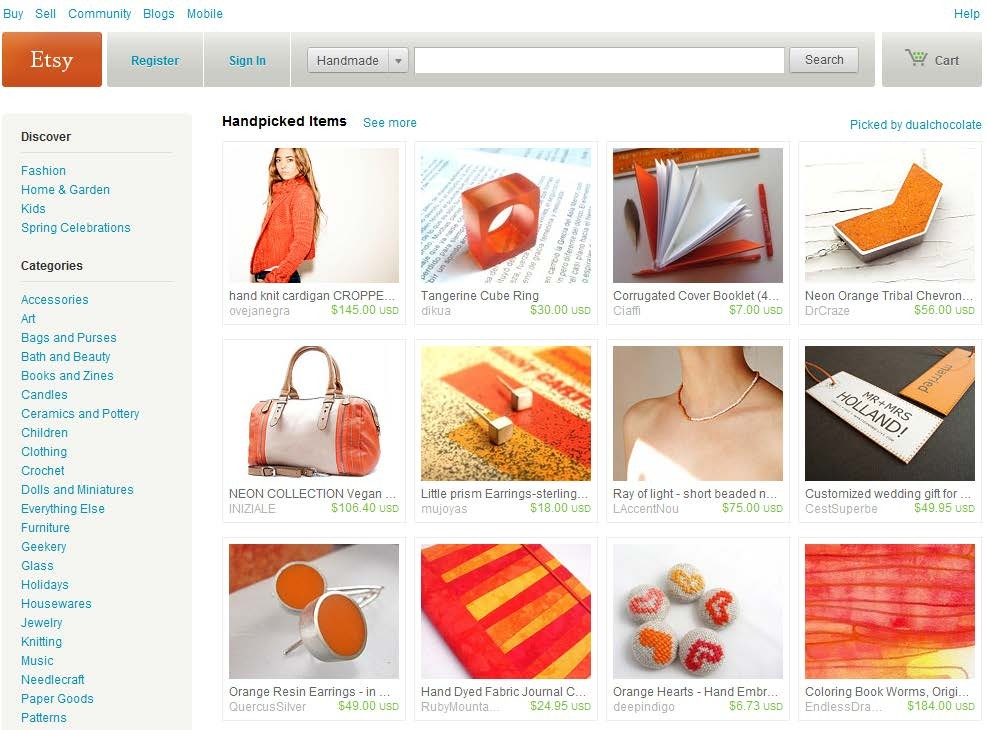 Buy Sell Community Blogs Mobile Help
Etsy Register Sign In Handmade Search Cart
Discover
Fashion
Home & Garden
Kids
Spring Celebrations
Categories
Accessories
Art
Bags and Purses
Bath and Beauty
Books and Zines
Candles
Ceramics and Pottery
Children
Clothing
Crochet
Dolls and Miniatures
Everything Else
Furniture
Geekery
Glass
Holidays
Housewares
Jewelry
Knitting
Music
Needlecraft
Paper Goods
Patterns
Handpicked Items See more Picked by dualchocolate
hand knit cardigan CROPPE...
ovejanegra $145.00 USD
Tangerine Cube Ring
dikua $30.00 USD
Corrugated Cover Booklet (4...
Ciaffi $7.00 USD
Neon Orange Tribal Chevron...
DrCraze $56.00 USD
married
MR+MRS
HOLLAND!
NEON COLLECTION Vegan ...
INIZIALE $106.40 USD
Little prism Earrings-sterling...
mujoyas $18.00 USD
Ray of light - short beaded n...
LAccentNou $75.00 USD
Customized wedding gift for ...
CestSuperbe $49.95 USD
Orange Resin Earrings - in ...
QuercusSilver $49.00 USD
Hand Dyed Fabric Journal C...
RubyMounta... $24.95 USD
Orange Hearts - Hand Embr...
deepindigo $6.73 USD
Coloring Book Worms, Origi...
EndlessDra... $184.00 USD